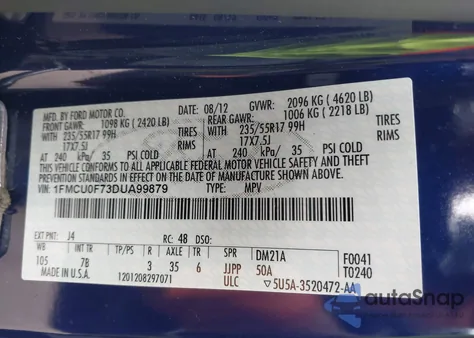 MFD. BY FORD MOTOR CO.
DATE: 08/12 GVWR: 2096 KG (4620 LB)
FRONT GAWR: 1098 KG (2420 LB) REAR GAWR: 1006 KG (2218 LB)
WITH 235/55R17 99H TIRES WITH 235/55R17 99H TIRES
17X7.5J RIMS 17X7.5J RIMS
AT 240 kPa/ 35 PSI COLD AT 240 kPa/ 35 PSI COLD
THIS VEHICLE CONFORMS TO ALL APPLICABLE FEDERAL MOTOR VEHICLE SAFETY AND THEFT PREVENTION STANDARDS IN EFFECT ON THE DATE OF MANUFACTURE SHOWN ABOVE.
VIN: 1FMCU0F73DUA99879
TYPE: MPV
EXT PNT: J4 RC: 48 DSO:
WB INT TR TP/PS R AXLE TR SPR DM21A F0041
105 7B 3 35 6 JJPP 50A T0240
MADE IN U.S.A. 1201208297071 ULC 5U5A-3520472-AA
autoSnap